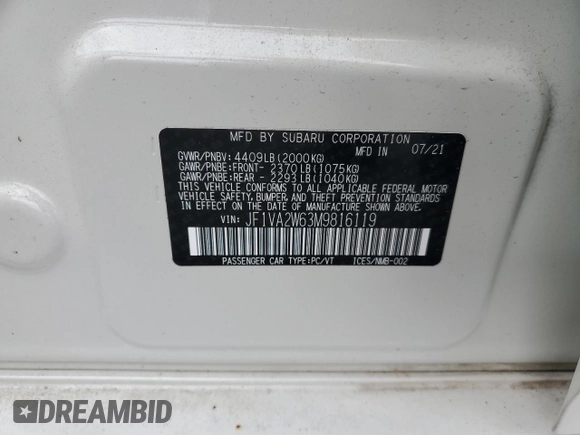 MFD BY SUBARU CORPORATION
GVWR/PNBV: 4409LB(2000KG) MFD IN 07/21
GAWR/PNBE:FRONT- 2370LB(1075KG)
GAWR/PNBE:REAR - 2293LB(1040KG)
THIS VEHICLE CONFORMS TO ALL APPLICABLE FEDERAL MOTOR
VEHICLE SAFETY, BUMPER, AND THEFT PREVENTION STANDARDS
IN EFFECT ON THE DATE OF MANUFACTURE SHOWN ABOVE.
VIN: JF1VA2W63M9816119
PASSENGER CAR TYPE:PC/VT ICES/NMB-002
DREAMBID